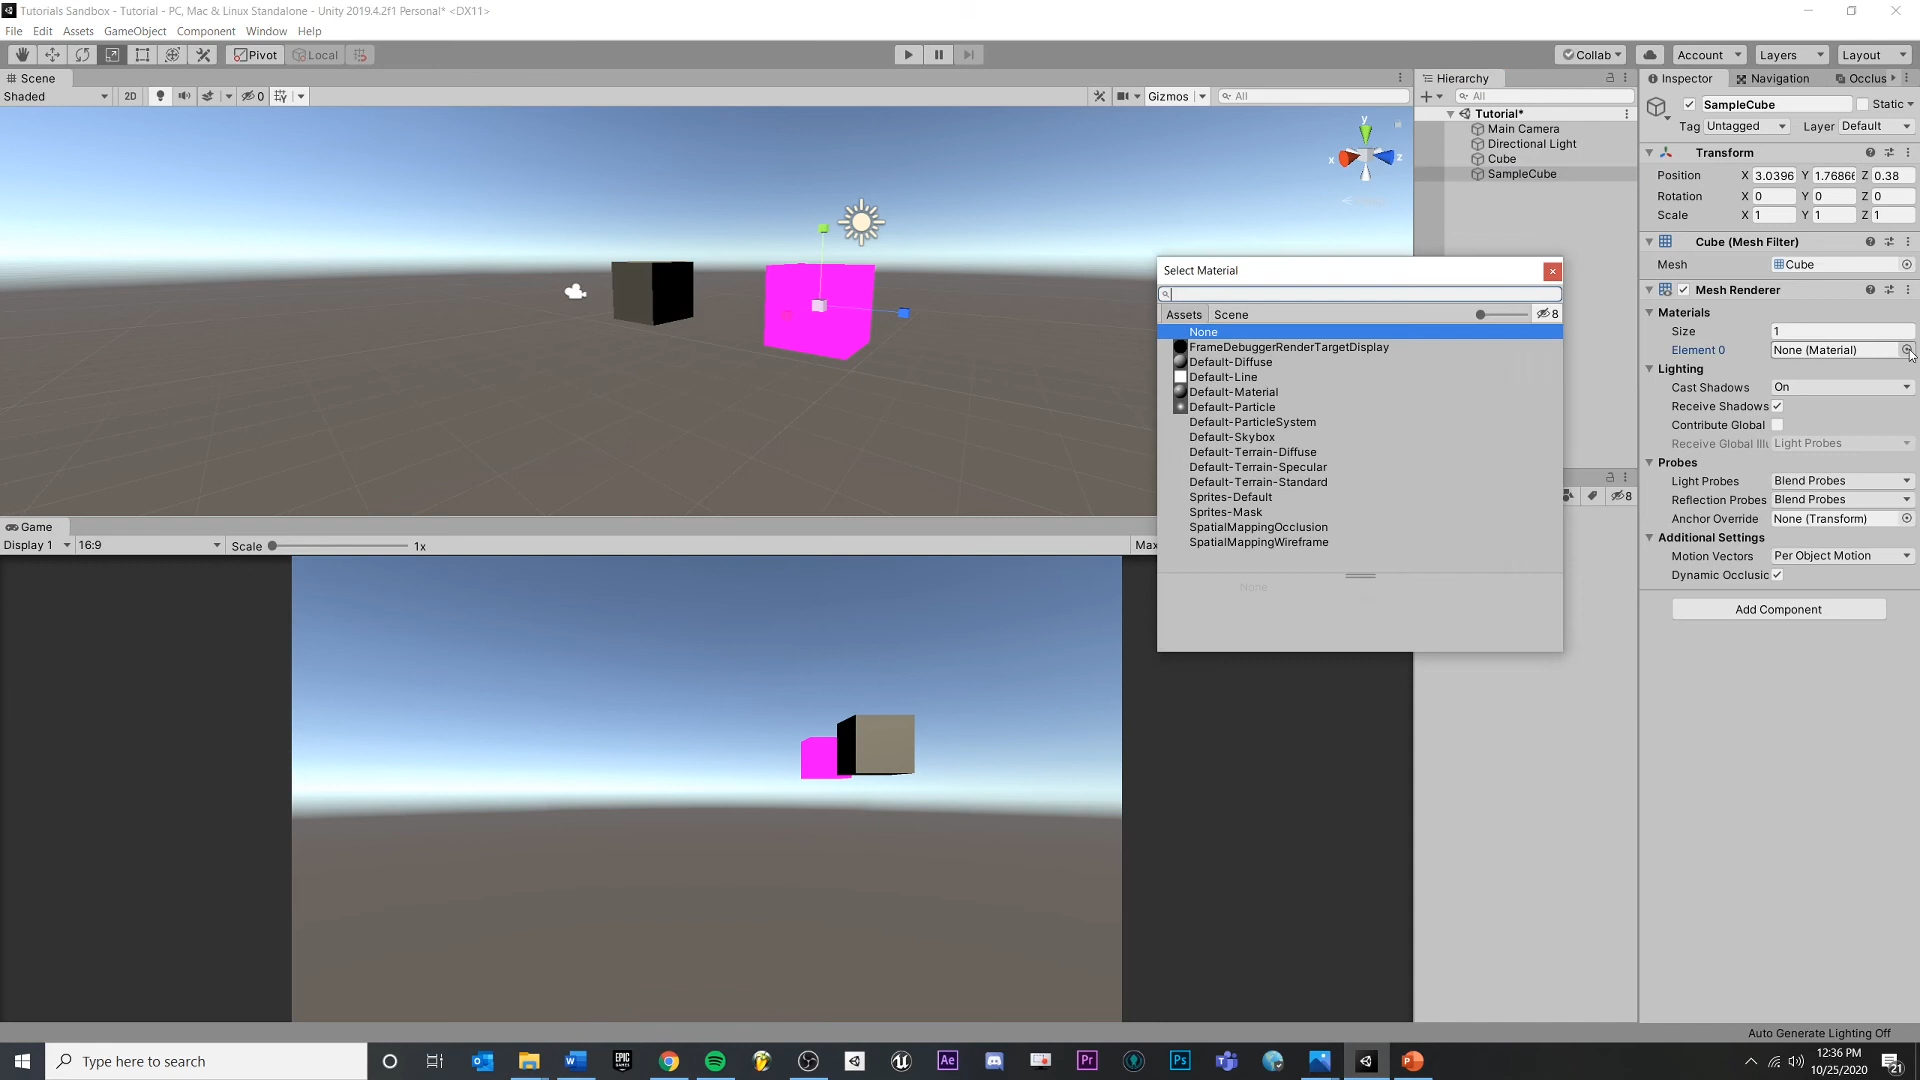 Tutorials Sandbox - Tutorial - PC, Mac & Linux Standalone - Unity 2019.4.2f1 Personal* <DX11>
File Edit Assets GameObject Component Window Help
Pivot Local Collab Account Layers Layout
Scene
Shaded 2D 0 Gizmos All
y
x z
Game
Display 1 16:9 Scale 1x Max
Hierarchy
All
Tutorial*
Main Camera
Directional Light
Cube
SampleCube
8
Select Material
Assets Scene 8
None
FrameDebuggerRenderTargetDisplay
Default-Diffuse
Default-Line
Default-Material
Default-Particle
Default-ParticleSystem
Default-Skybox
Default-Terrain-Diffuse
Default-Terrain-Specular
Default-Terrain-Standard
Sprites-Default
Sprites-Mask
SpatialMappingOcclusion
SpatialMappingWireframe
None
Inspector Navigation Occlus
SampleCube Static
Tag Untagged Layer Default
Transform
Position X 3.0396 Y 1.7686 Z 0.38
Rotation X 0 Y 0 Z 0
Scale X 1 Y 1 Z 1
Cube (Mesh Filter)
Mesh Cube
Mesh Renderer
Materials
Size 1
Element 0 None (Material)
Lighting
Cast Shadows On
Receive Shadows
Contribute Global
Receive Global Illu Light Probes
Probes
Light Probes Blend Probes
Reflection Probes Blend Probes
Anchor Override None (Transform)
Additional Settings
Motion Vectors Per Object Motion
Dynamic Occlusic
Add Component
Auto Generate Lighting Off
Type here to search
EPIC GAMES
Ae Pr Ps
12:36 PM
10/25/2020
21